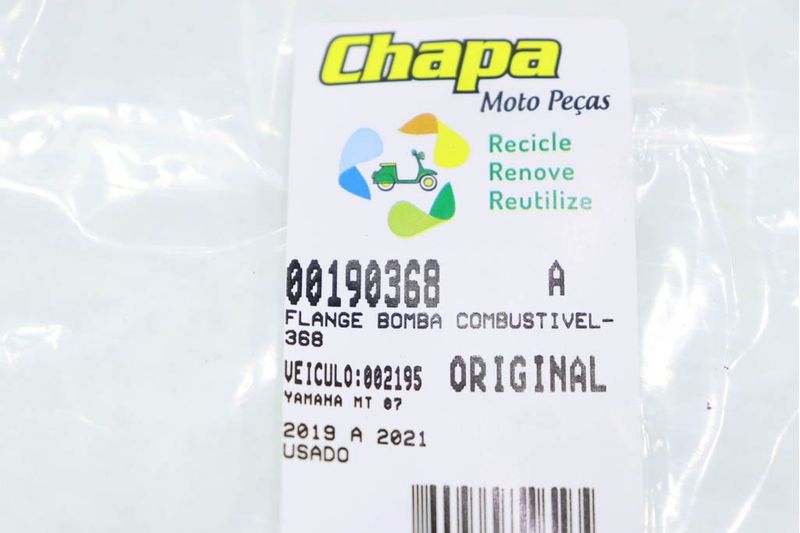 Chapa
Moto Peças
Recicle
Renove
Reutilize
00190368 A
FLANGE BOMBA COMBUSTIVEL-
368
VEICULO:002195 ORIGINAL
YAMAHA MT 07
2019 A 2021
USADO